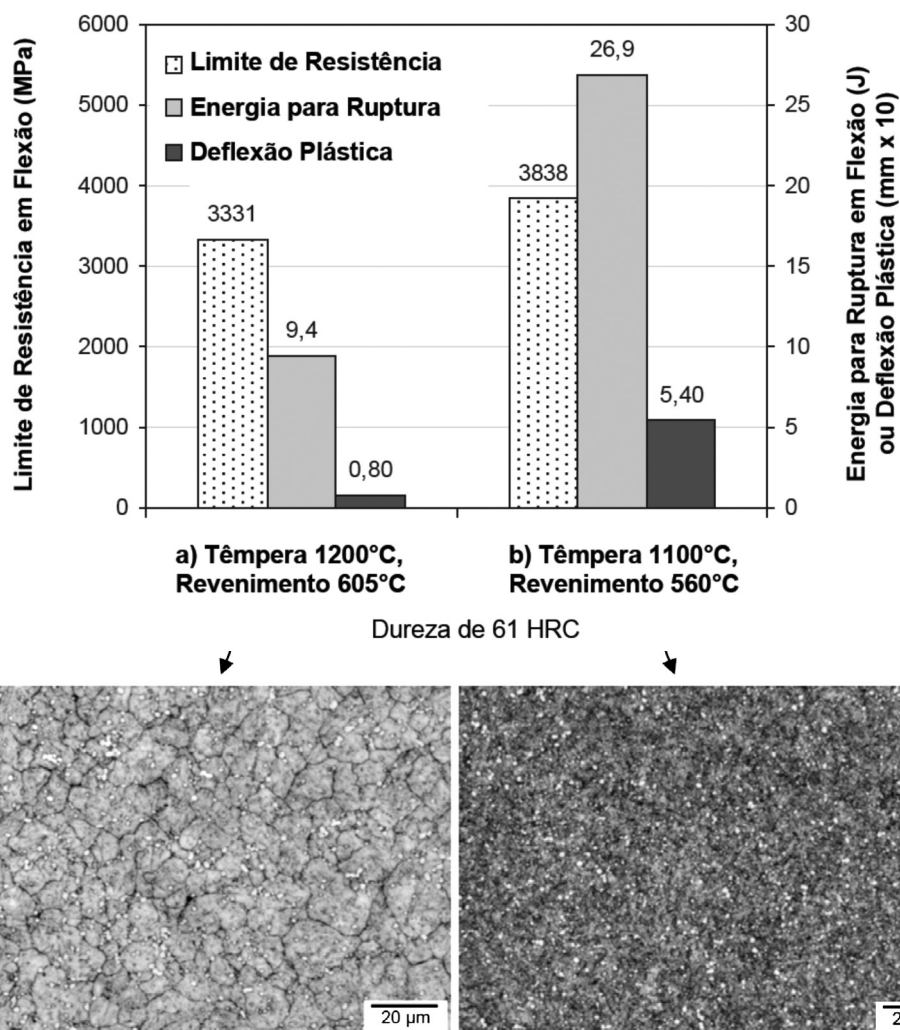 Limite de Resistência em Flexão (MPa)
6000
5000
4000
3000
2000
1000
0
Limite de Resistência
Energia para Ruptura
Deflexão Plástica
3331
9,4
0,80
3838
26,9
5,40
30
25
20
15
10
5
0
Energia para Ruptura em Flexão (J)
ou Deflexão Plástica (mm x 10)
a) Têmpera 1200°C,
Revenimento 605°C
b) Têmpera 1100°C,
Revenimento 560°C
Dureza de 61 HRC
20 µm
2